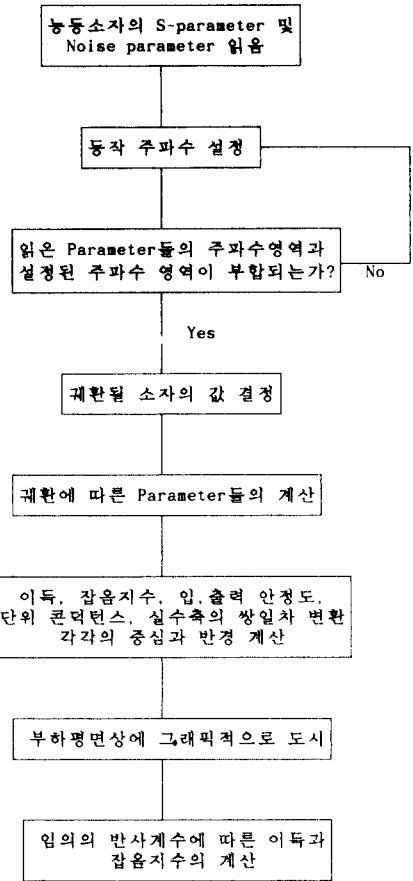 능동소자의 S-parameter 및
Noise parameter 읽음
동작 주파수 설정
읽은 Parameter들의 주파수영역과
설정된 주파수 영역이 부합되는가?
No
Yes
궤환될 소자의 값 결정
궤환에 따른 Parameter들의 계산
이득, 잡음지수, 입,출력 안정도,
단위 콘덕턴스, 실수축의 쌍일차 변환
각각의 중심과 반경 계산
부하평면상에 그래픽적으로 도시
임의의 반사계수에 따른 이득과
잡음지수의 계산